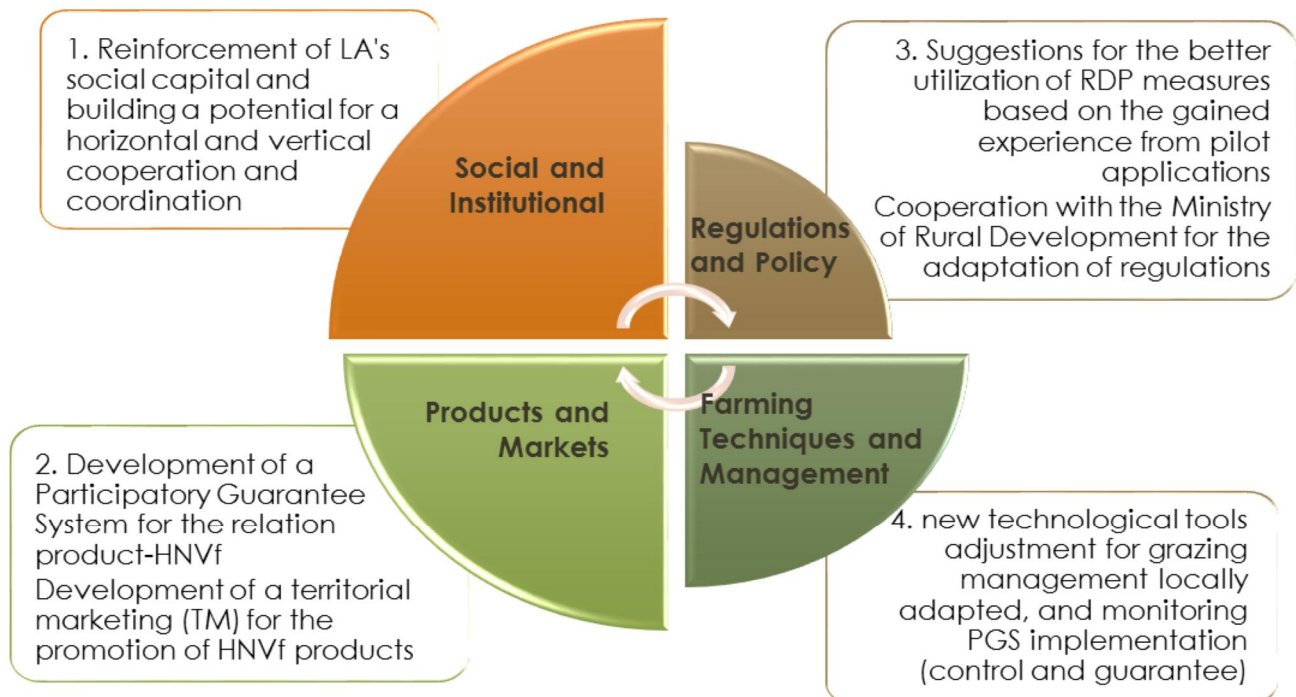 1. Reinforcement of LA's
social capital and
building a potential for a
horizontal and vertical
cooperation and
coordination
Social and
Institutional
3. Suggestions for the better
utilization of RDP measures
based on the gained
experience from pilot
applications
Cooperation with the Ministry
of Rural Development for the
adaptation of regulations
Regulations
and Policy
Products and
Markets
2. Development of a
Participatory Guarantee
System for the relation
product-HNVf
Development of a territorial
marketing (TM) for the
promotion of HNVf products
Farming
Techniques and
Management
4. new technological tools
adjustment for grazing
management locally
adapted, and monitoring
PGS implementation
(control and guarantee)